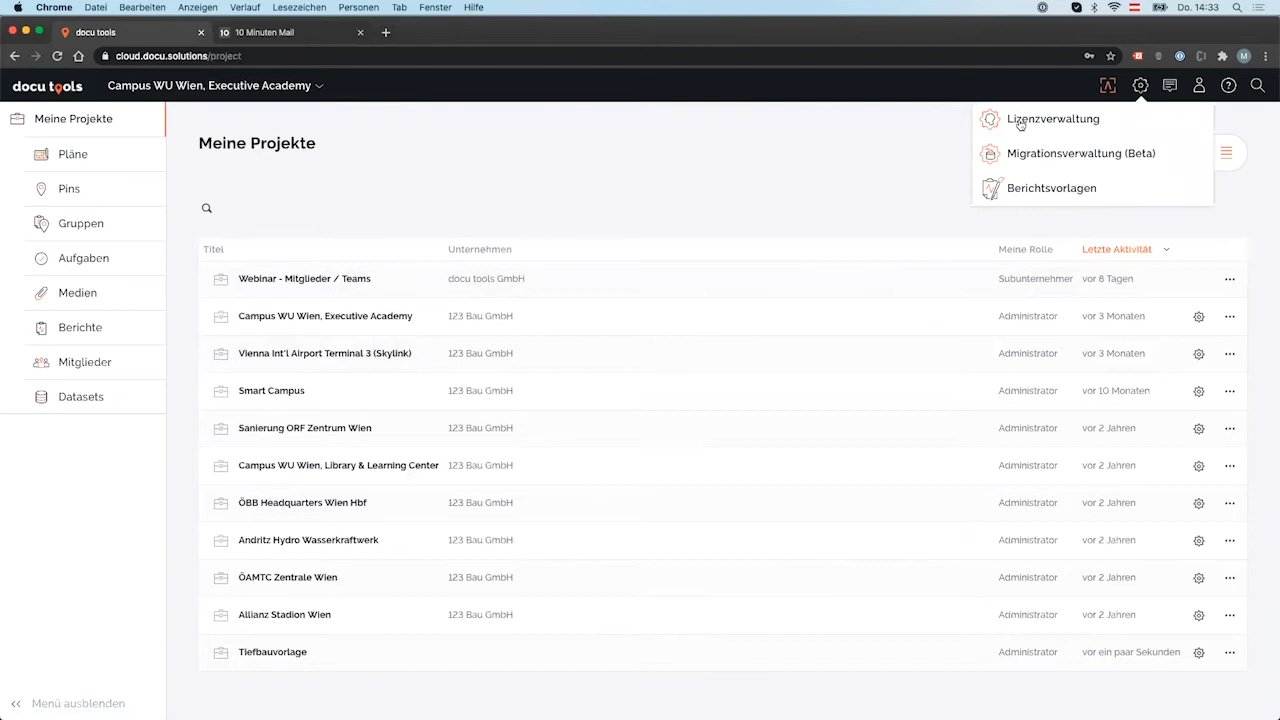 Chrome Datei Bearbeiten Anzeigen Verlauf Lesezeichen Personen Tab Fenster Hilfe Do. 14:33
docu tools 10 10 Minuten Mail
cloud.docu.solutions/project M
docu tools Campus WU Wien, Executive Academy
Meine Projekte
Pläne
Pins
Gruppen
Aufgaben
Medien
Berichte
Mitglieder
Datasets
Menü ausblenden
Lizenzverwaltung
Migrationsverwaltung (Beta)
Berichtsvorlagen
Meine Projekte
Titel Unternehmen Meine Rolle Letzte Aktivität
Webinar - Mitglieder / Teams docu tools GmbH Subunternehmer vor 8 Tagen
Campus WU Wien, Executive Academy 123 Bau GmbH Administrator vor 3 Monaten
Vienna Int'l Airport Terminal 3 (Skylink) 123 Bau GmbH Administrator vor 3 Monaten
Smart Campus 123 Bau GmbH Administrator vor 10 Monaten
Sanierung ORF Zentrum Wien 123 Bau GmbH Administrator vor 2 Jahren
Campus WU Wien, Library & Learning Center 123 Bau GmbH Administrator vor 2 Jahren
ÖBB Headquarters Wien Hbf 123 Bau GmbH Administrator vor 2 Jahren
Andritz Hydro Wasserkraftwerk 123 Bau GmbH Administrator vor 2 Jahren
ÖAMTC Zentrale Wien 123 Bau GmbH Administrator vor 2 Jahren
Allianz Stadion Wien 123 Bau GmbH Administrator vor 2 Jahren
Tiefbauvorlage Administrator vor ein paar Sekunden